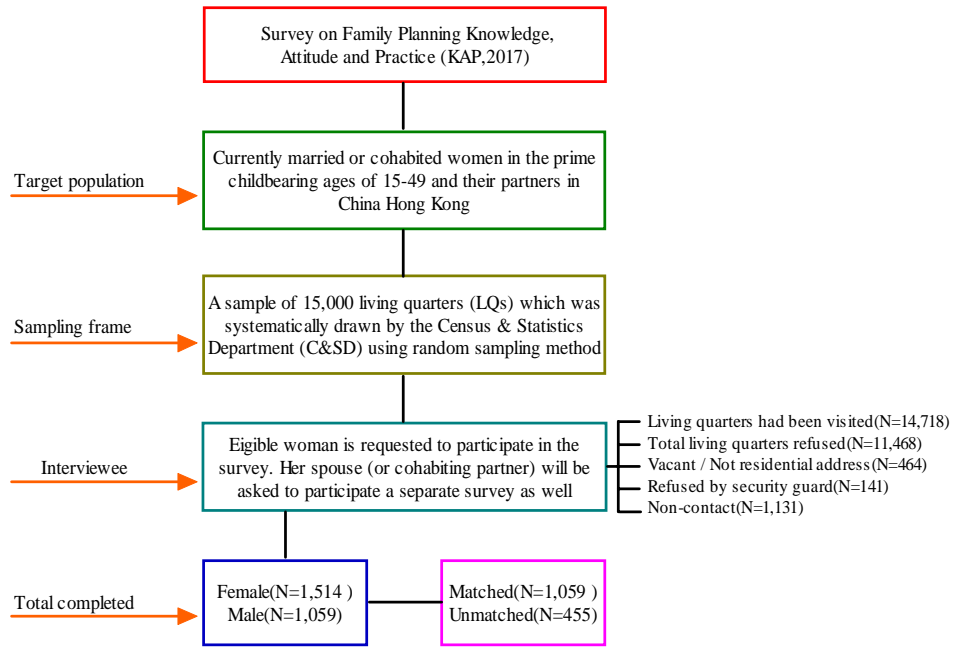 Survey on Family Planning Knowledge,
Attitude and Practice (KAP,2017)
Target population
Currently married or cohabited women in the prime
childbearing ages of 15-49 and their partners in
China Hong Kong
Sampling frame
A sample of 15,000 living quarters (LQs) which was
systematically drawn by the Census & Statistics
Department (C&SD) using random sampling method
Interviewee
Eigible woman is requested to participate in the
survey. Her spouse (or cohabiting partner) will be
asked to participate a separate survey as well
Living quarters had been visited(N=14,718)
Total living quarters refused(N=11,468)
Vacant / Not residential address(N=464)
Refused by security guard(N=141)
Non-contact(N=1,131)
Total completed
Female(N=1,514 )
Male(N=1,059)
Matched(N=1,059 )
Unmatched(N=455)